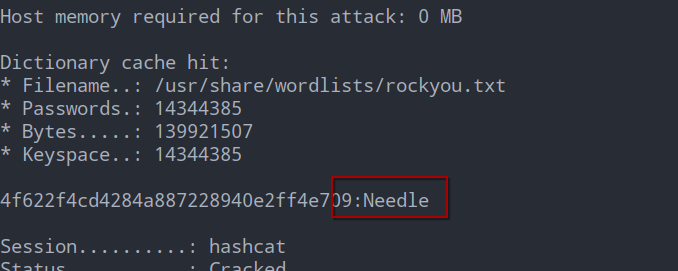 Host memory required for this attack: 0 MB
Dictionary cache hit:
* Filename..: /usr/share/wordlists/rockyou.txt
* Passwords.: 14344385
* Bytes.....: 139921507
* Keyspace..: 14344385
4f622f4cd4284a887228940e2ff4e709:Needle
Session..........: hashcat
Status...........: Cracked